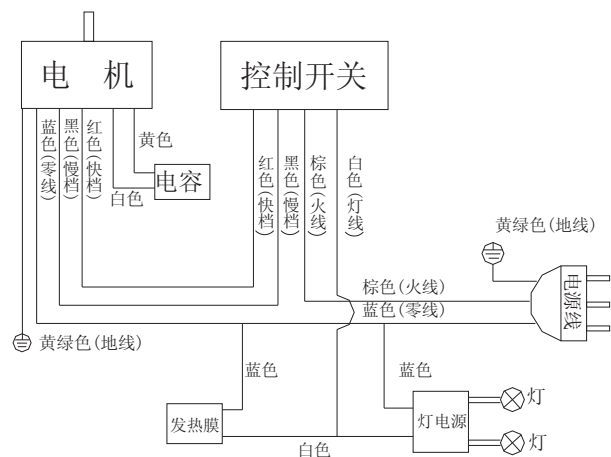 电 机
控制开关
蓝色(零线)
黑色(慢档)
红色(快档)
黄色
电容
白色
红色(快档)
黑色(慢档)
棕色(火线)
白色(灯线)
黄绿色(地线)
棕色(火线)
蓝色(零线)
电源线
黄绿色(地线)
蓝色
蓝色
发热膜
灯电源
灯
灯
白色